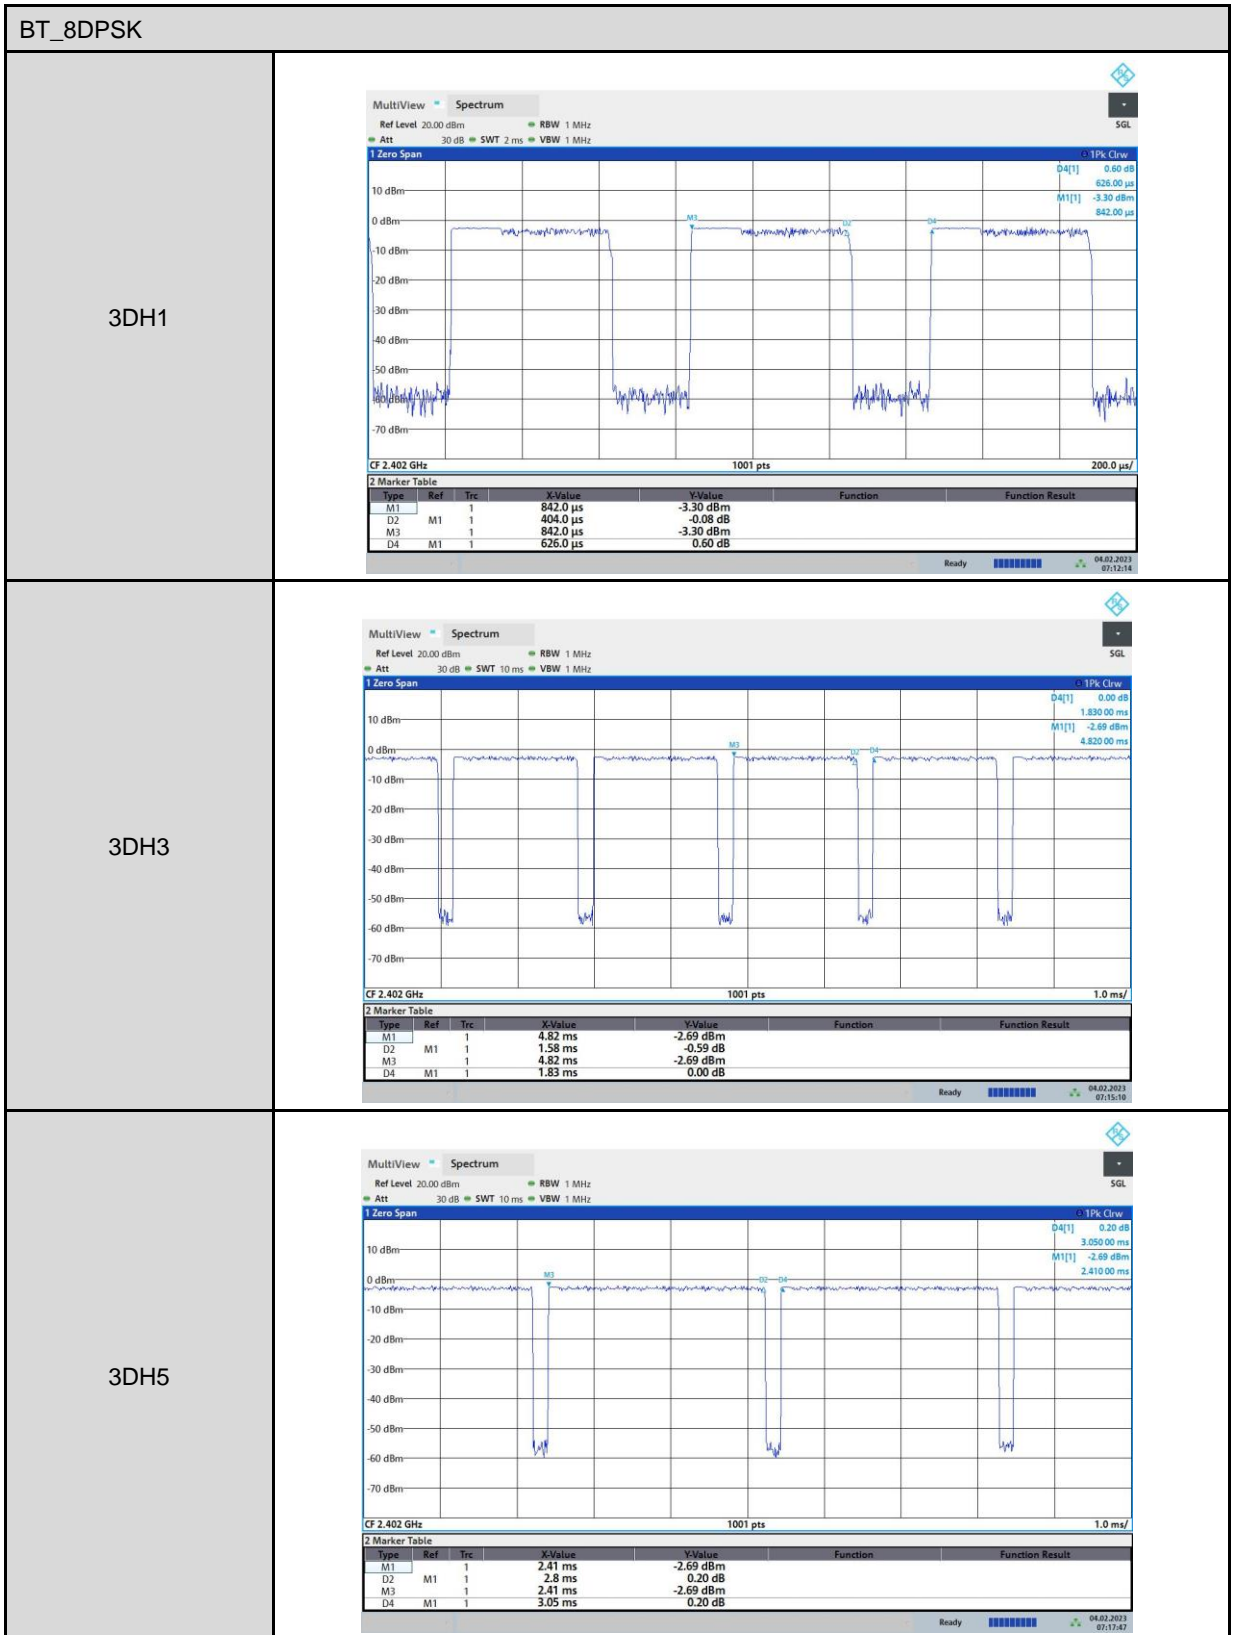 BT_8DPSK
3DH1
MultiView Spectrum
Ref Level 20.00 dBm RBW 1 MHz SGL
Att 30 dB SWT 2 ms VBW 1 MHz
1 Zero Span 1Pk Clrw
D4[1] 0.60 dB
626.00 µs
M1[1] -3.30 dBm
842.00 µs
10 dBm
0 dBm
M3 D2 D4
-10 dBm
-20 dBm
-30 dBm
-40 dBm
-50 dBm
-60 dBm
-70 dBm
CF 2.402 GHz 1001 pts 200.0 µs/
2 Marker Table
Type Ref Trc X-Value Y-Value Function Function Result
M1 1 842.0 µs -3.30 dBm
D2 M1 1 404.0 µs -0.08 dB
M3 1 842.0 µs -3.30 dBm
D4 M1 1 626.0 µs 0.60 dB
Ready 04.02.2023
07:12:14
3DH3
MultiView Spectrum
Ref Level 20.00 dBm RBW 1 MHz SGL
Att 30 dB SWT 10 ms VBW 1 MHz
1 Zero Span 1Pk Clrw
D4[1] 0.00 dB
1.830 00 ms
M1[1] -2.69 dBm
4.820 00 ms
10 dBm
0 dBm
M3 D2 D4
-10 dBm
-20 dBm
-30 dBm
-40 dBm
-50 dBm
-60 dBm
-70 dBm
CF 2.402 GHz 1001 pts 1.0 ms/
2 Marker Table
Type Ref Trc X-Value Y-Value Function Function Result
M1 1 4.82 ms -2.69 dBm
D2 M1 1 1.58 ms -0.59 dB
M3 1 4.82 ms -2.69 dBm
D4 M1 1 1.83 ms 0.00 dB
Ready 04.02.2023
07:15:10
3DH5
MultiView Spectrum
Ref Level 20.00 dBm RBW 1 MHz SGL
Att 30 dB SWT 10 ms VBW 1 MHz
1 Zero Span 1Pk Clrw
D4[1] 0.20 dB
3.050 00 ms
M1[1] -2.69 dBm
2.410 00 ms
10 dBm
0 dBm
M3 D2 D4
-10 dBm
-20 dBm
-30 dBm
-40 dBm
-50 dBm
-60 dBm
-70 dBm
CF 2.402 GHz 1001 pts 1.0 ms/
2 Marker Table
Type Ref Trc X-Value Y-Value Function Function Result
M1 1 2.41 ms -2.69 dBm
D2 M1 1 2.8 ms 0.20 dB
M3 1 2.41 ms -2.69 dBm
D4 M1 1 3.05 ms 0.20 dB
Ready 04.02.2023
07:17:47